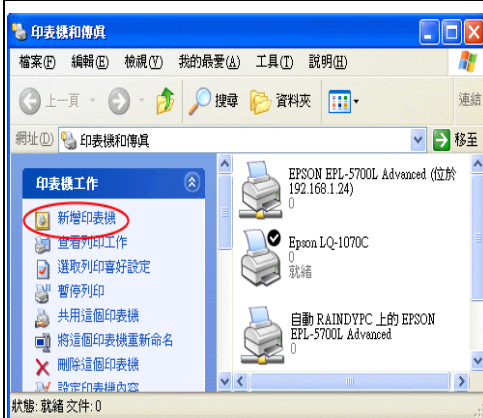 印表機和傳真
檔案(F) 編輯(E) 檢視(V) 我的最愛(A) 工具(T) 說明(H)
上一頁 搜尋 資料夾 連結
網址(D) 印表機和傳真 移至
印表機工作
新增印表機
查看列印工作
選取列印喜好設定
暫停列印
共用這個印表機
將這個印表機重新命名
刪除這個印表機
設定印表機內容
EPSON EPL-5700L Advanced (位於
192.168.1.24)
0
Epson LQ-1070C
0
就緒
自動 RAINDYPC 上的 EPSON
EPL-5700L Advanced
0
狀態: 就緒 文件: 0